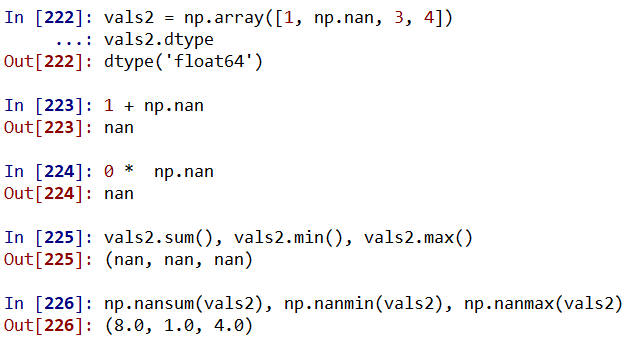 In [222]: vals2 = np.array([1, np.nan, 3, 4])
     ...: vals2.dtype
Out[222]: dtype('float64')

In [223]: 1 + np.nan
Out[223]: nan

In [224]: 0 *  np.nan
Out[224]: nan

In [225]: vals2.sum(), vals2.min(), vals2.max()
Out[225]: (nan, nan, nan)

In [226]: np.nansum(vals2), np.nanmin(vals2), np.nanmax(vals2)
Out[226]: (8.0, 1.0, 4.0)